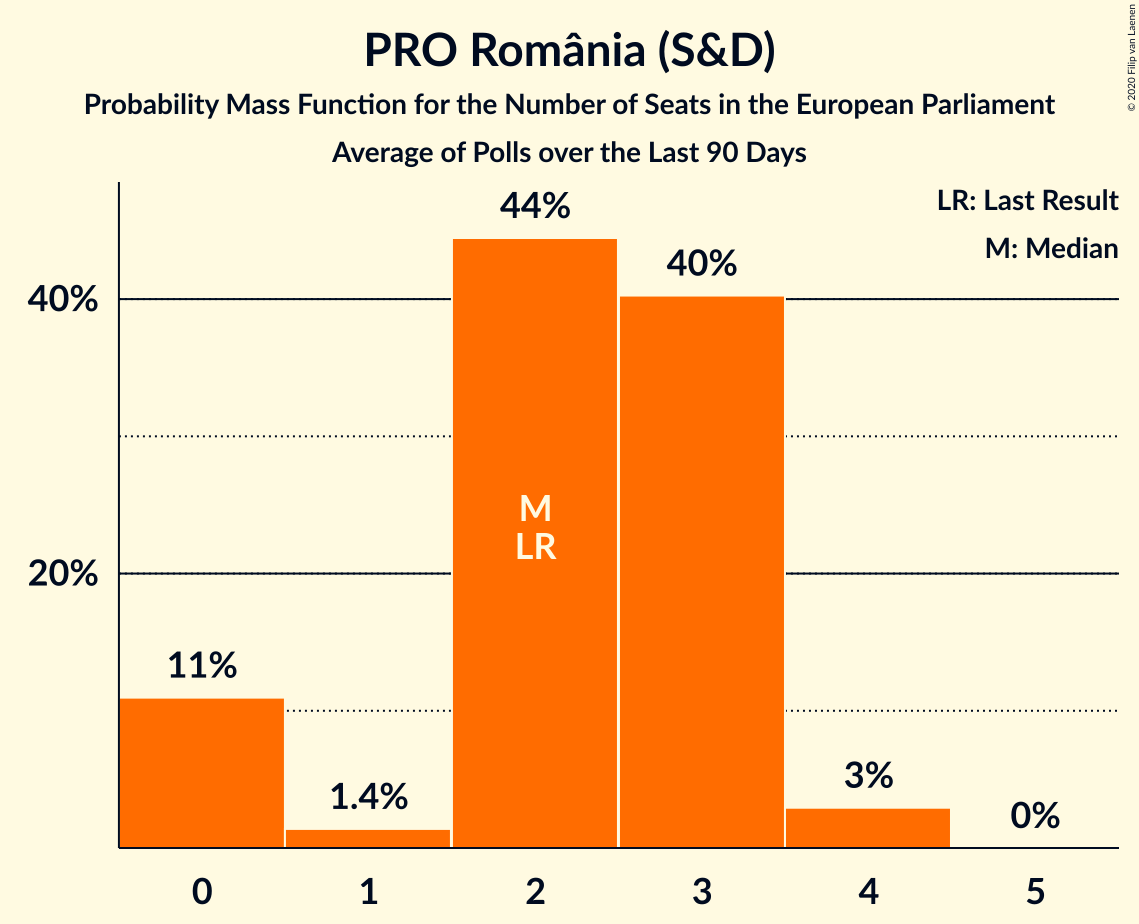 PRO România (S&D)
Probability Mass Function for the Number of Seats in the European Parliament
Average of Polls over the Last 90 Days
© 2020 Filip van Laenen
LR: Last Result
M: Median
44%
40%
40%
M
LR
20%
11%
1.4%
3%
0%
0 1 2 3 4 5